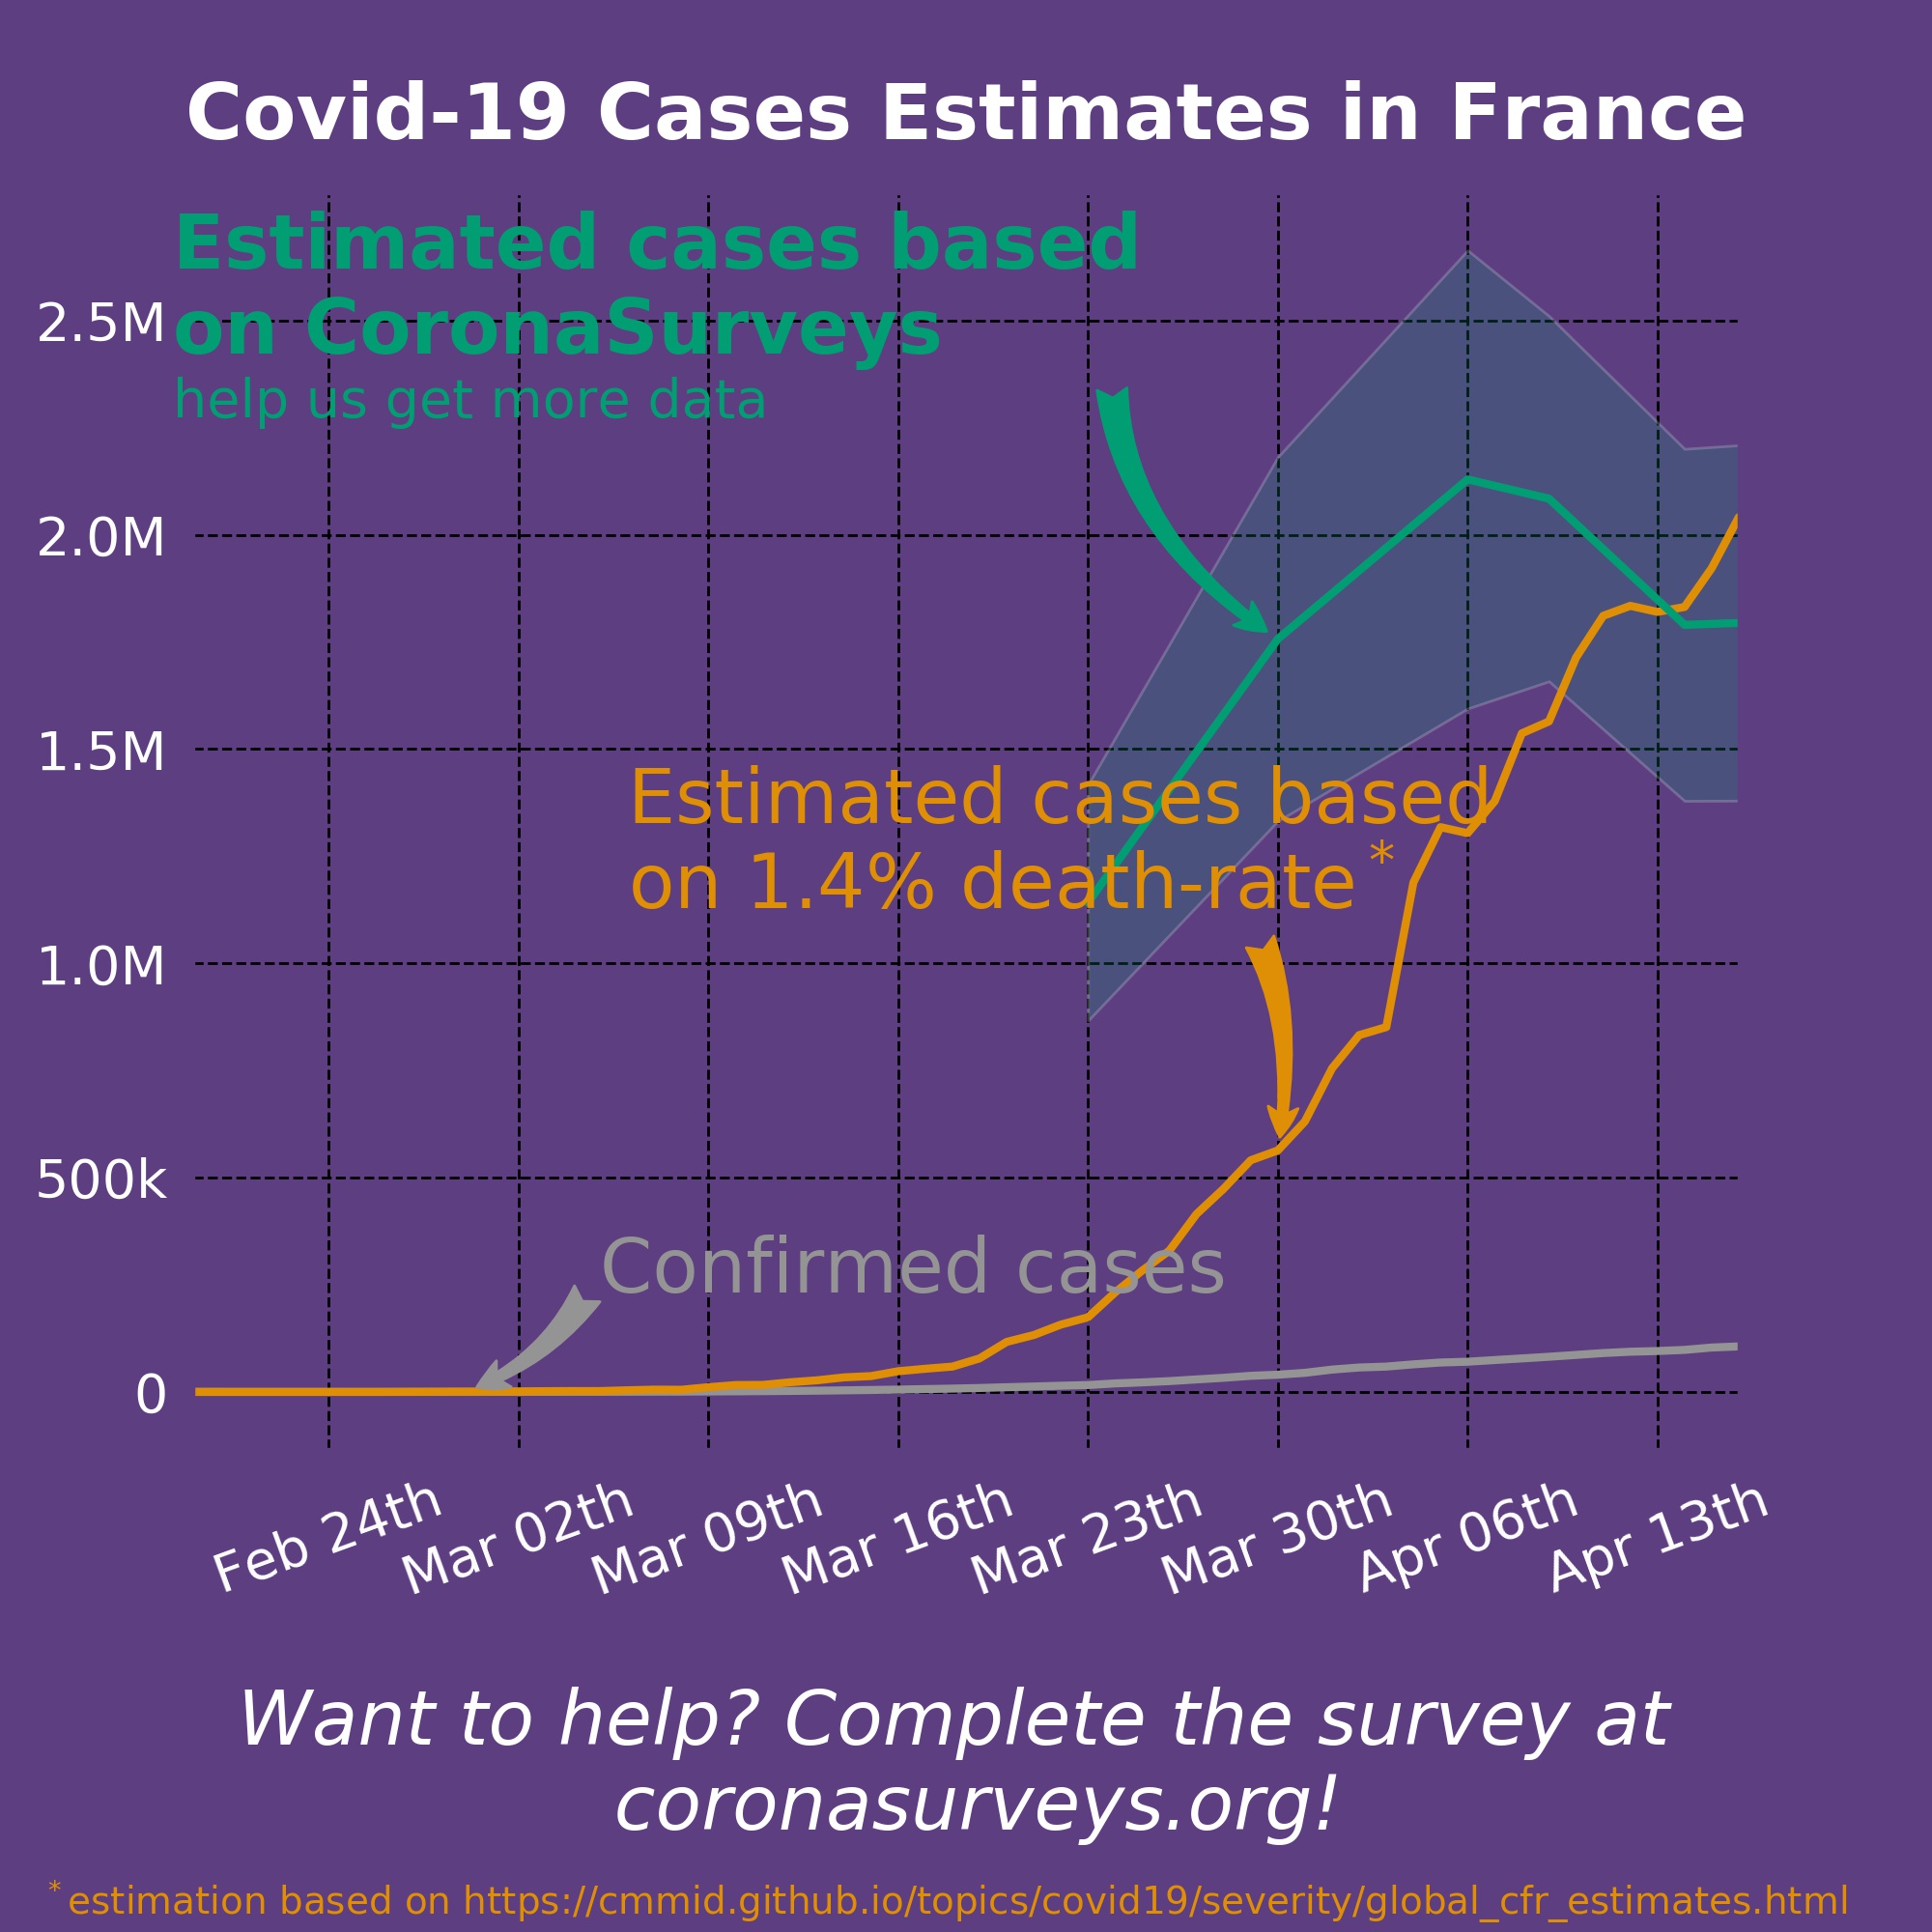 Covid-19 Cases Estimates in France
Estimated cases based
on CoronaSurveys
help us get more data
2.5M
2.0M
1.5M
1.0M
500k
0
Estimated cases based
on 1.4% death-rate*
Confirmed cases
Feb 24th
Mar 02th
Mar 09th
Mar 16th
Mar 23th
Mar 30th
Apr 06th
Apr 13th
Want to help? Complete the survey at
coronasurveys.org!
*estimation based on https://cmmid.github.io/topics/covid19/severity/global_cfr_estimates.html